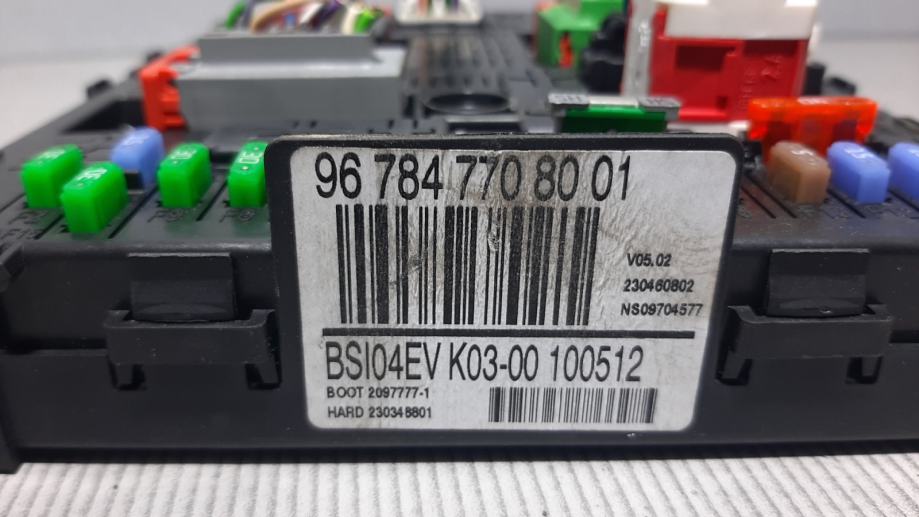 96 784 770 80 01
V05.02
230460802
NS09704577
BSI04EV K03-00 100512
BOOT 2097777-1
HARD 230348801